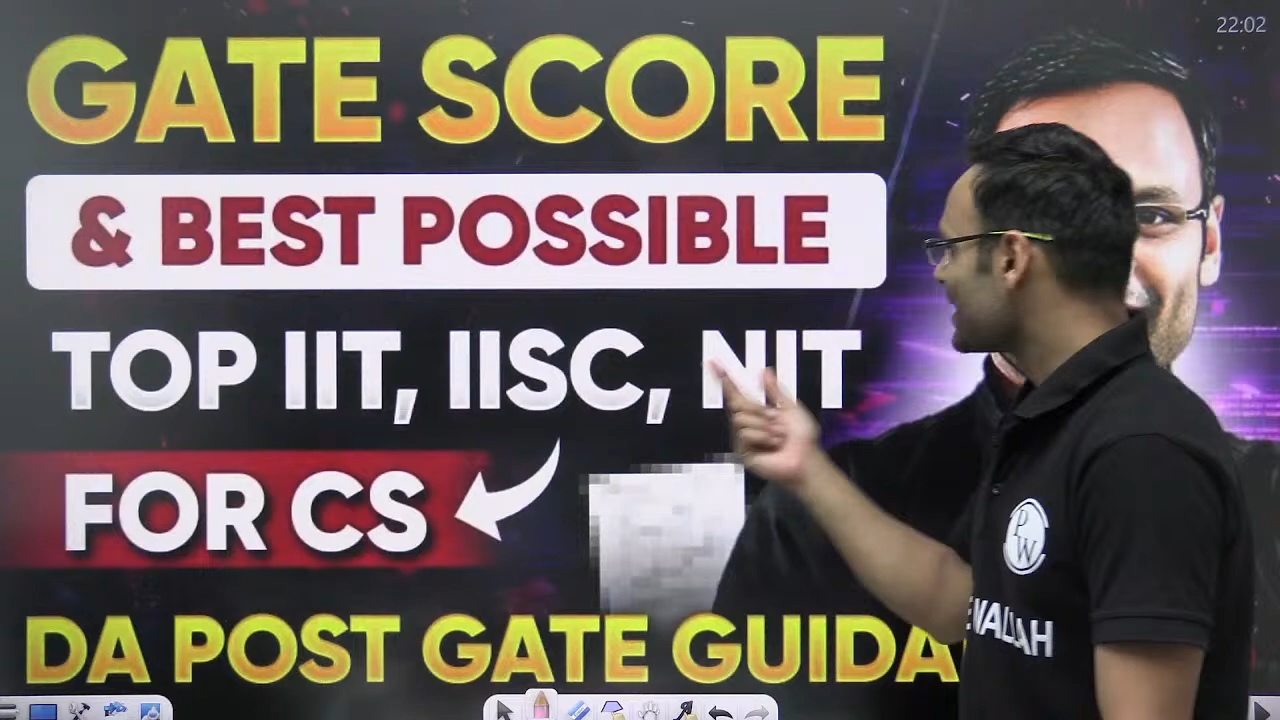 22:02
GATE SCORE
& BEST POSSIBLE
TOP IIT, IISC, NIT
FOR CS
DA POST GATE GUIDA
PW
WALLAH